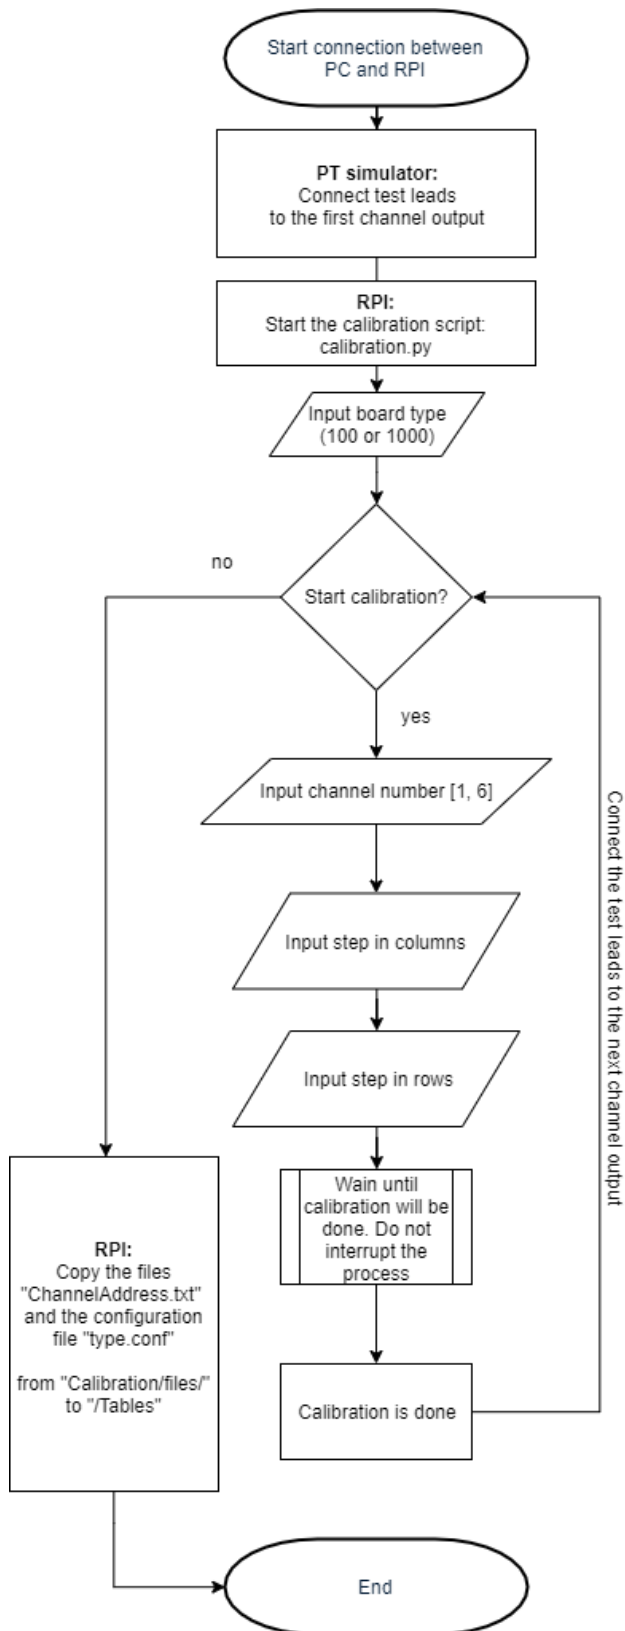 Start connection between
PC and RPI
PT simulator:
Connect test leads
to the first channel output
RPI:
Start the calibration script:
calibration.py
Input board type
(100 or 1000)
no
Start calibration?
yes
Input channel number [1, 6]
Input step in columns
Connect the test leads to the next channel output
Input step in rows
Wain until
calibration will be
done. Do not
interrupt the
process
RPI:
Copy the files
"ChannelAddress.txt"
and the configuration
file "type.conf"
from "Calibration/files/"
to "/Tables"
Calibration is done
End